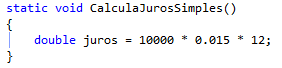 static void CalculaJurosSimples()
{
    double juros = 10000 * 0.015 * 12;
}